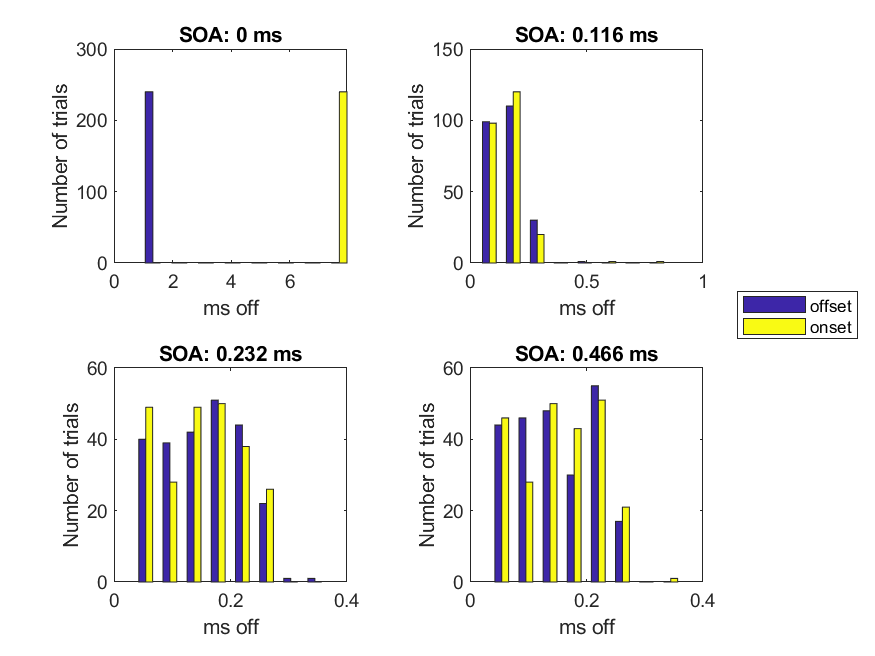 SOA: 0 ms
300
200
100
0
Number of trials
0 2 4 6
ms off
SOA: 0.116 ms
150
100
50
0
Number of trials
0 0.5 1
ms off
offset
onset
SOA: 0.232 ms
60
40
20
0
Number of trials
0 0.2 0.4
ms off
SOA: 0.466 ms
60
40
20
0
Number of trials
0 0.2 0.4
ms off